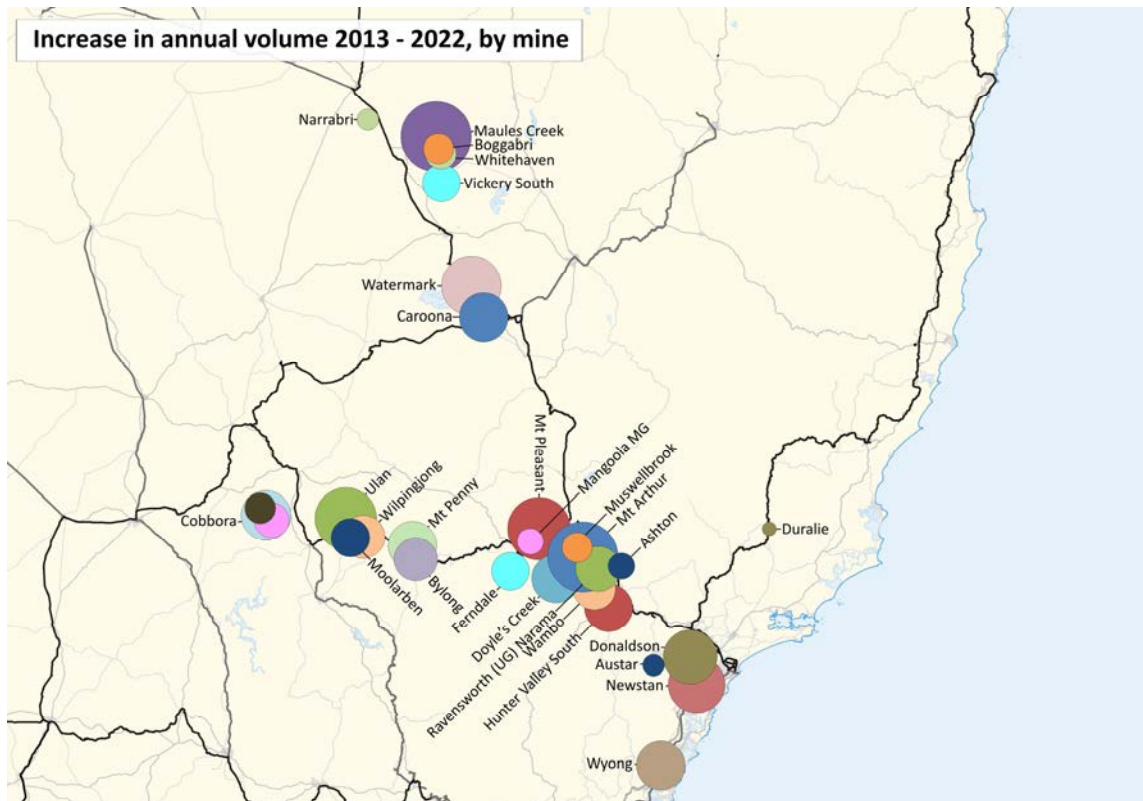 Increase in annual volume 2013 - 2022, by mine
Narrabri
Maules Creek
Boggabri
Whitehaven
Vickery South
Watermark
Caroona
Cobbora
Ulan
Wilpingjong
Moolarben
Mt Penny
Bylong
Mt Pleasant
Mangoola MG
Muswellbrook
Mt Arthur
Ashton
Ferndale
Doyle's Creek
Ravensworth (UG) Narama
Wambo
Hunter Valley South
Duralie
Donaldson
Austar
Newstan
Wyong